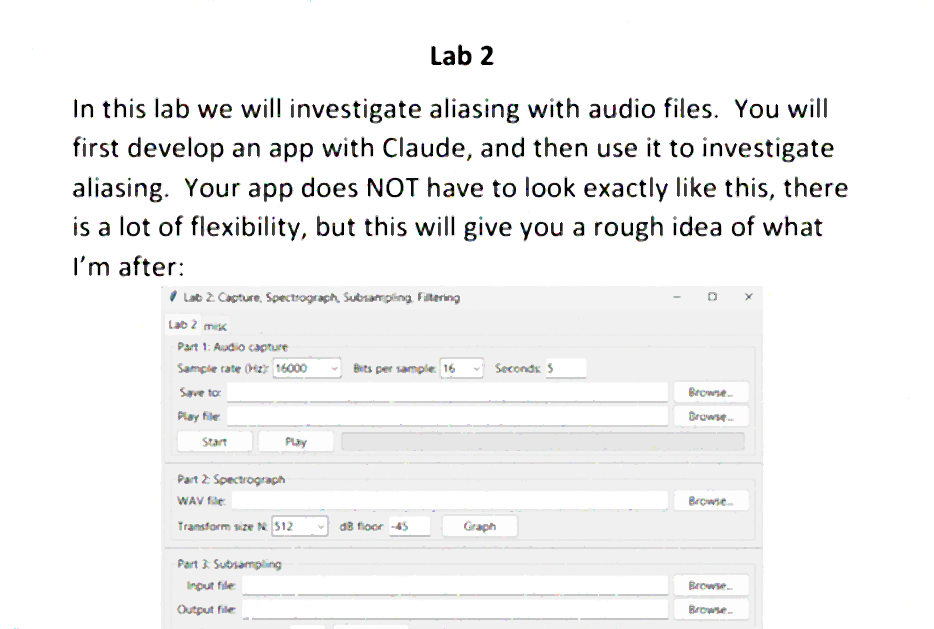 Lab 2
In this lab we will investigate aliasing with audio files. You will
first develop an app with Claude, and then use it to investigate
aliasing. Your app does NOT have to look exactly like this, there
is a lot of flexibility, but this will give you a rough idea of what
I'm after:
Lab 2: Capture, Spectrograph, Subsampling, Filtering
Lab 2 misc
Part 1: Audio capture
Sample rate (Hz): 16000 Bits per sample: 16 Seconds: 5
Save to: Browse...
Play file: Browse...
Start Play
Part 2: Spectrograph
WAV file: Browse...
Transform size N: 512 dB floor -45 Graph
Part 3: Subsampling
Input file: Browse...
Output file: Browse...